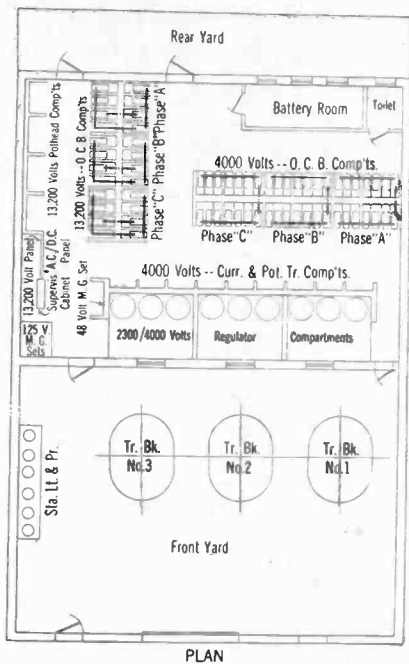 Rear Yard
Battery Room
Toilet
13,200 Volts Pothead Comp'ts
13,200 Volts -- O.C.B. Comp'ts
Phase "C" Phase "B" Phase "A"
4000 Volts -- O. C. B. Comp'ts.
Phase "C" Phase "B" Phase "A"
13,200 Volt Panel
Supervis'
Cabinet
A.C./D.C.
Panel
48 Volt M. G Set
4000 Volts -- Curr. & Pot. Tr. Comp'ts.
125 V.
M. G.
Sets
2300/4000 Volts Regulator Compartments
Sta. Lt. & Pr.
Tr. Bk.
No.3
Tr. Bk.
No.2
Tr. Bk.
No.1
Front Yard
PLAN